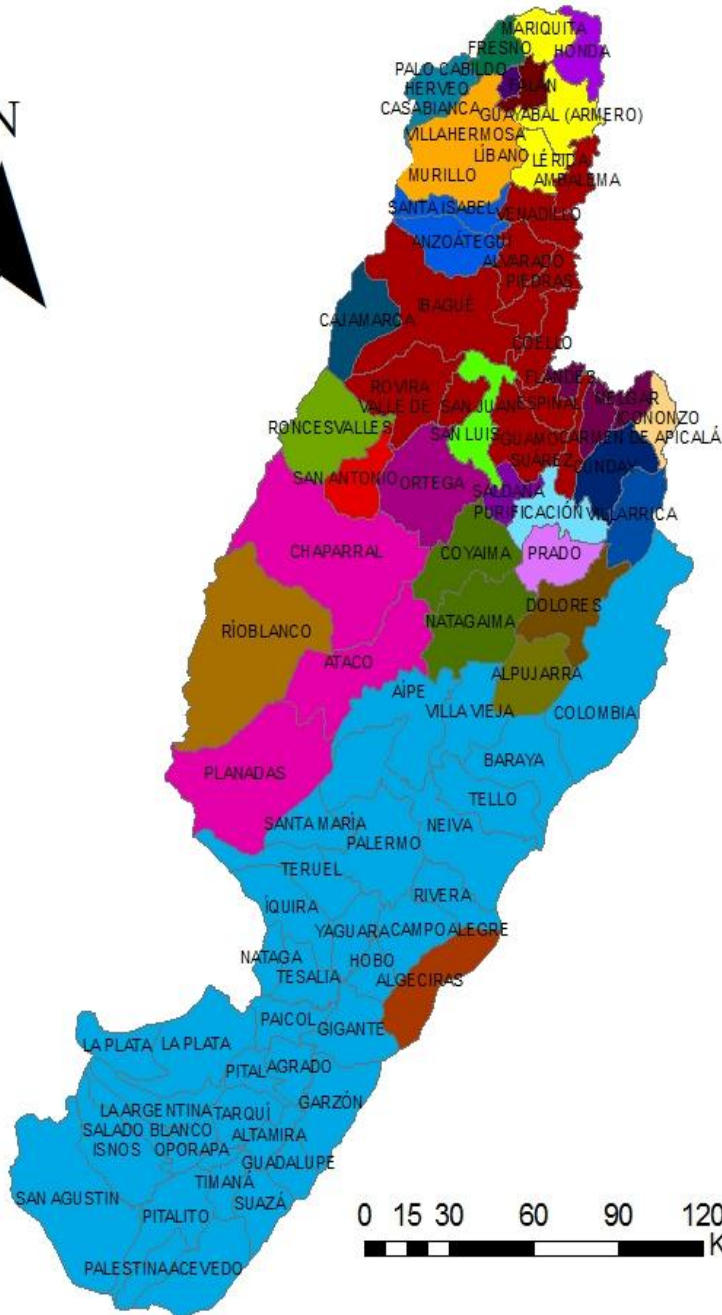 MARIQUITA
FRESNO
HONDA
PALO CABILDO
FALAN
HERVEO
CASABIANCA
GUAYABAL (ARMERO)
VILLAHERMOSA
LÍBANO
LÉRIDA
MURILLO
AMBALEMA
SANTA ISABEL
VENADILLO
ANZOÁTEGUI
ALVARADO
PIEDRAS
IBAGUÉ
CAJAMARCA
COELLO
FLANDES
ROVIRA
MELGAR
VALLE DE
SAN JUAN
ESPINAL
ICONONZO
RONCESVALLES
SAN LUIS
GUAMO
CARMEN DE APICALÁ
SUÁREZ
CUNDAY
SAN ANTONIO
ORTEGA
SALDAÑA
PURIFICACIÓN
VILLARRICA
CHAPARRAL
COYAIMA
PRADO
DOLORES
RÍOBLANCO
NATAGAIMA
ATACO
ALPUJARRA
AÍPE
VILLA VIEJA
COLOMBIA
BARAYA
PLANADAS
TELLO
SANTA MARÍA
NEIVA
PALERMO
TERUEL
RIVERA
ÍQUIRA
YAGUARA
CAMPO ALEGRE
NATAGA
HOBO
TESALIA
ALGECIRAS
PAICOL
GIGANTE
LA PLATA
LA PLATA
PITAL
AGRADO
GARZÓN
LA ARGENTINA
TARQUÍ
SALADO BLANCO
ALTAMIRA
ISNOS
OPORAPA
GUADALUPE
TIMANÁ
SAN AGUSTIN
SUAZÁ
PITALITO
PALESTINA
ACEVEDO
0 15 30 60 90 120